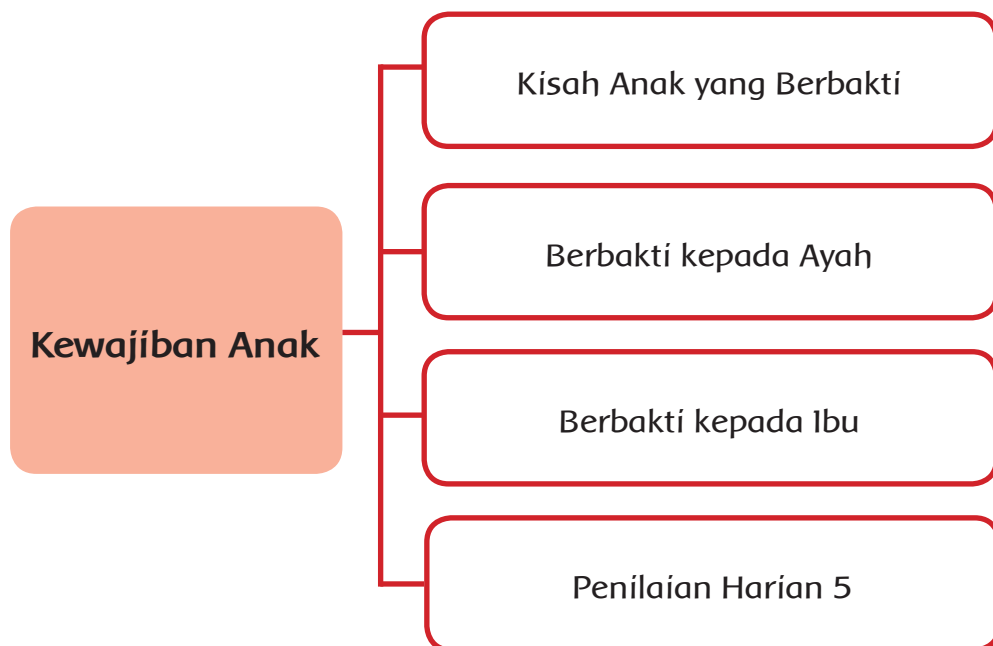 Kewajiban Anak
Kisah Anak yang Berbakti
Berbakti kepada Ayah
Berbakti kepada Ibu
Penilaian Harian 5